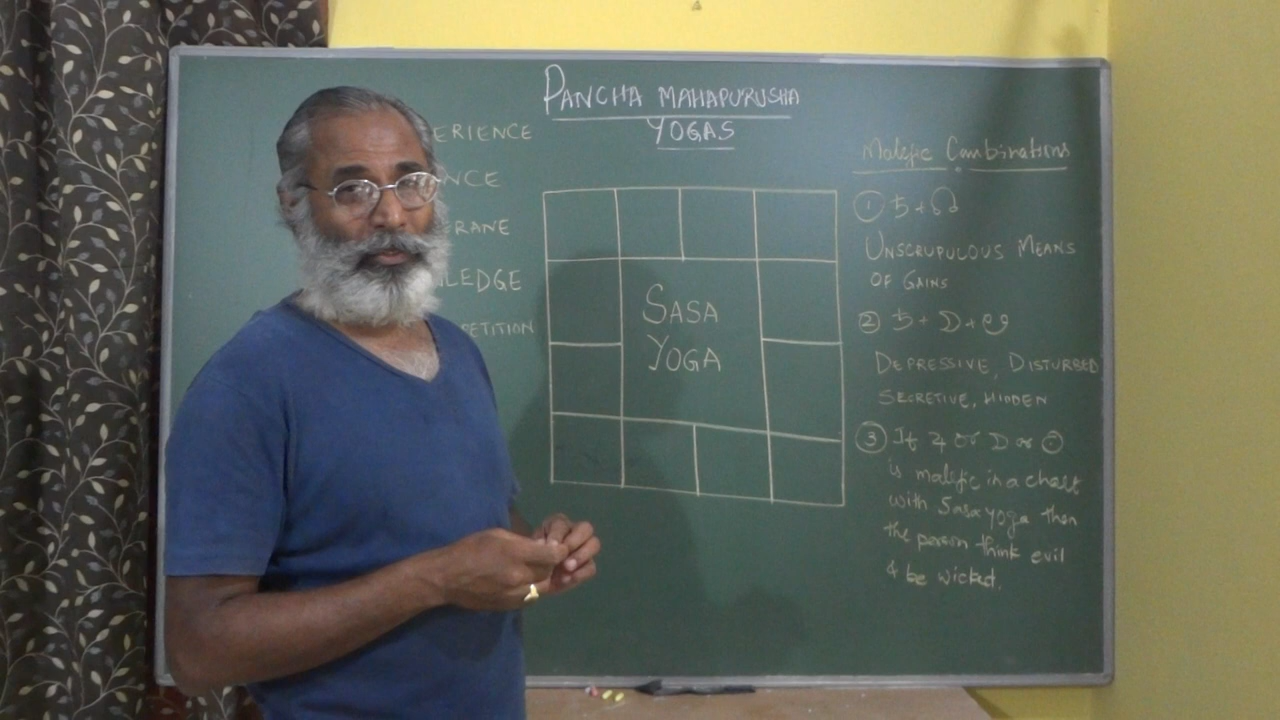 PANCHA MAHAPURUSHA
YOGAS
ERIENCE
NCE
RANE
LEDGE
PETITION
SASA
YOGA
Malefic Combinations
① ♄ + ☊
UNSCRUPULOUS MEANS
OF GAINS
② ♄ + ☽ + ☋
DEPRESSIVE, DISTURBED
SECRETIVE, HIDDEN
③ If ♃ or ☽ or ☉
is malefic in a chart
with Sasa yoga then
the person think evil
& be wicked.